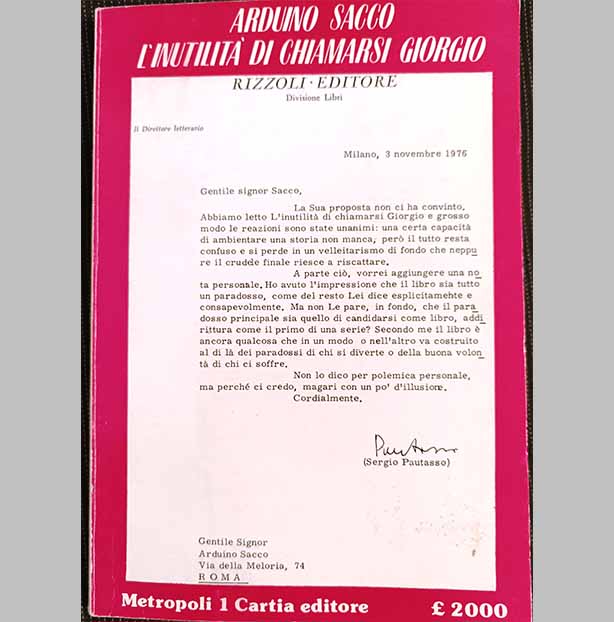 ARDUINO SACCO
L'INUTILITÀ DI CHIAMARSI GIORGIO
RIZZOLI · EDITORE
Divisione Libri
Il Direttore letterario
Milano, 3 novembre 1976
Gentile signor Sacco,
La Sua proposta non ci ha convinto.
Abbiamo letto L'inutilità di chiamarsi Giorgio e grosso
modo le reazioni sono state unanimi: una certa capacità
di ambientare una storia non manca; però il tutto resta
confuso e si perde in un velleitarismo di fondo che neppu
re il crudele finale riesce a riscattare.
A parte ciò, vorrei aggiungere una no
ta personale. Ho avuto l'impressione che il libro sia tutto
un paradosso, come del resto Lei dice esplicitamehte e
consapevolmente. Ma non Le pare, in fondo, che il para
dosso principale sia quello di candidarsi come libro, addi
rittura come il primo di una serie? Secondo me il libro è
ancora qualcosa che in un modo o nell'altro va costruito
al di là dei paradossi di chi si diverte o della buona volon
tà di chi ci soffre.
Non lo dico per polemica personale,
ma perché ci credo, magari con un po' d'illusione.
Cordialmente.
Pautasso
(Sergio Pautasso)
Gentile Signor
Arduino Sacco
Via della Meloria, 74
ROMA
Metropoli 1 Cartia editore £ 2000